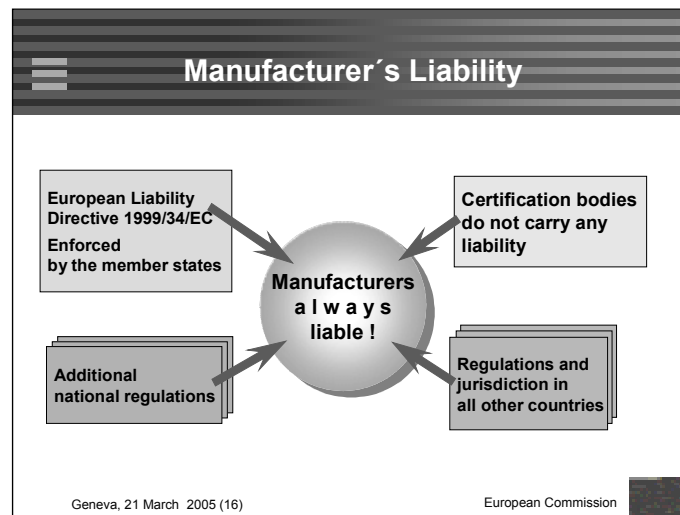 Manufacturer´s Liability
European Liability
Directive 1999/34/EC
Enforced
by the member states
Certification bodies
do not carry any
liability
Manufacturers
a l w a y s
liable !
Additional
national regulations
Regulations and
jurisdiction in
all other countries
Geneva, 21 March 2005 (16)
European Commission